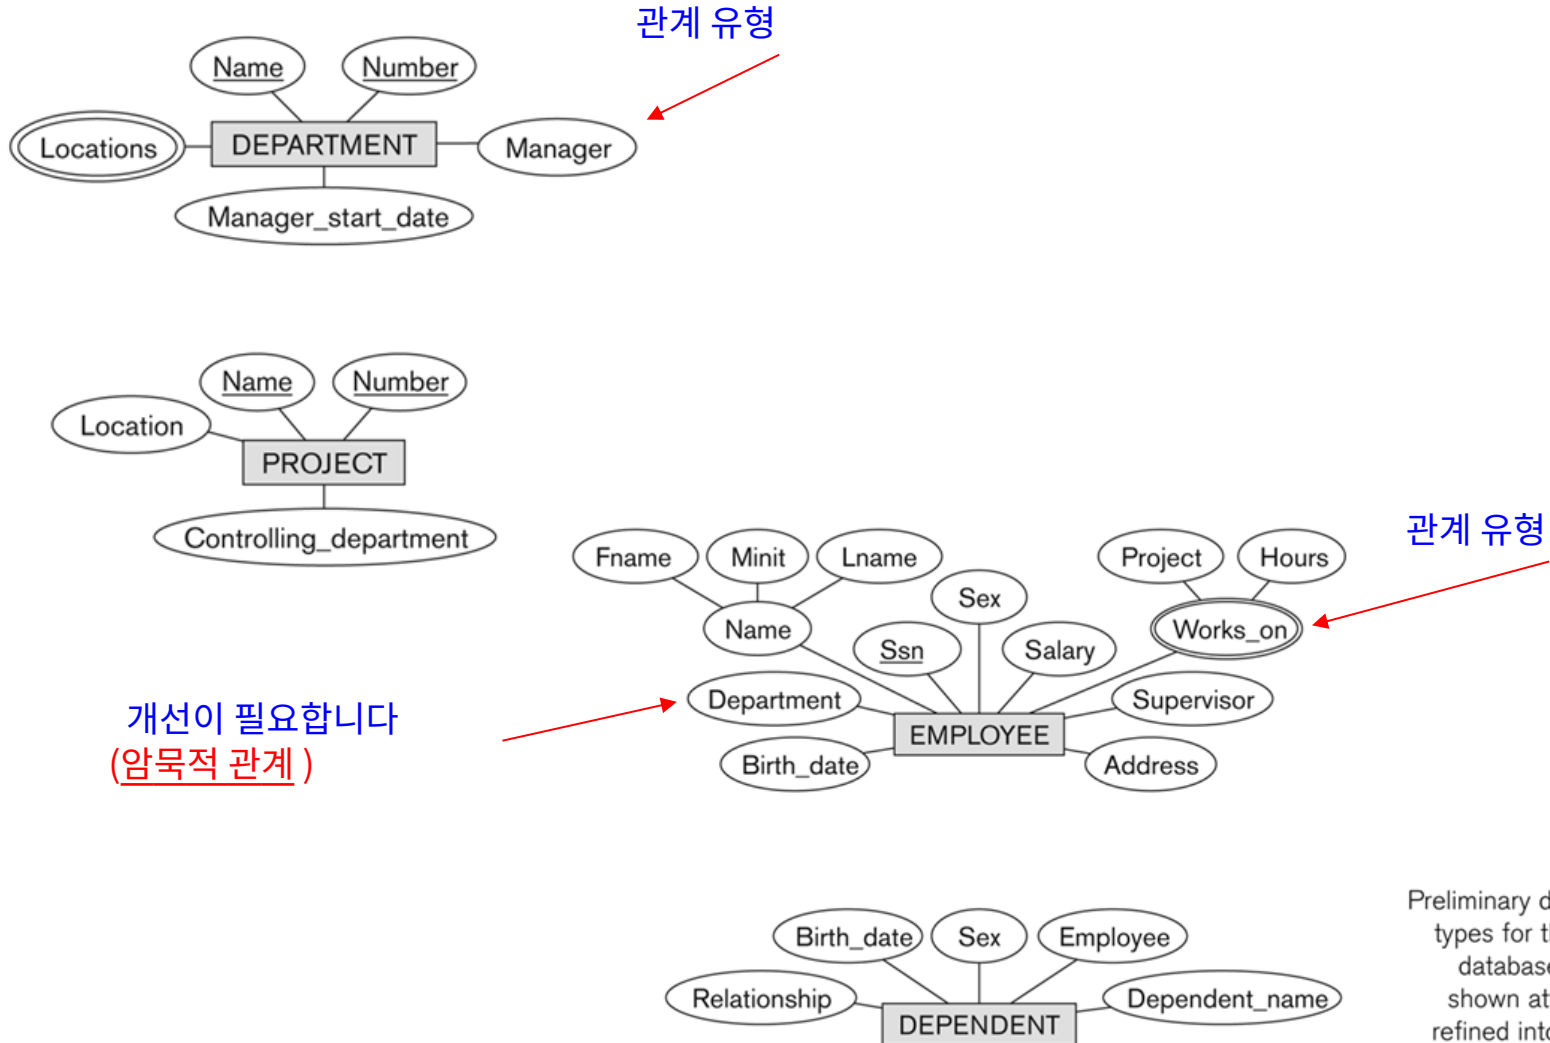 관계 유형
Name
Number
Locations
DEPARTMENT
Manager
Manager_start_date
Name
Number
Location
PROJECT
Controlling_department
관계 유형
Fname
Minit
Lname
Project
Hours
Sex
Name
Works_on
Ssn
Salary
Department
Supervisor
개선이 필요합니다
(암묵적 관계 )
EMPLOYEE
Birth_date
Address
Preliminary
types for
Birth_date
Sex
Employee
database
Relationship
Dependent_name
shown at
DEPENDENT
refined into